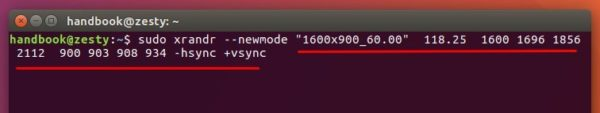 handbook@zesty: ~
handbook@zesty:~$ sudo xrandr --newmode "1600x900_60.00"  118.25  1600 1696 1856
 2112  900 903 908 934 -hsync +vsync